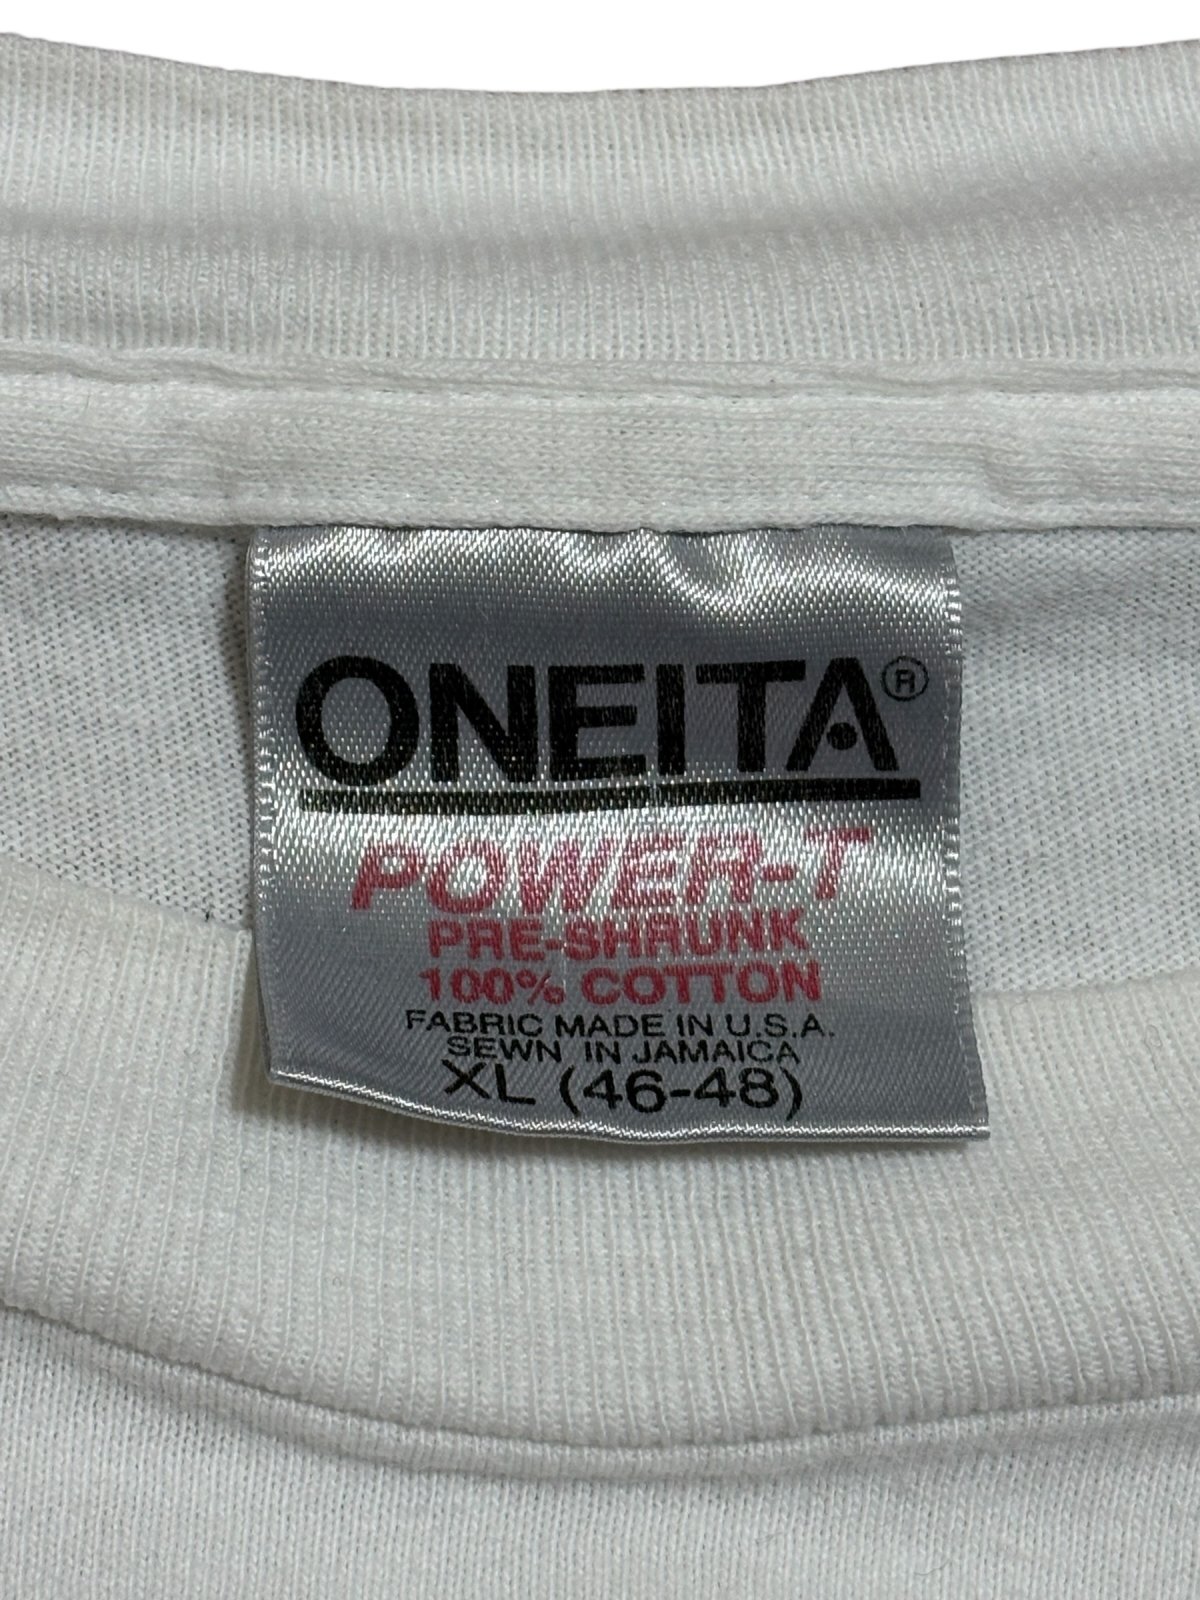 ONEITA®
POWER-T
PRE-SHRUNK
100% COTTON
FABRIC MADE IN U.S.A.
SEWN IN JAMAICA
XL (46-48)